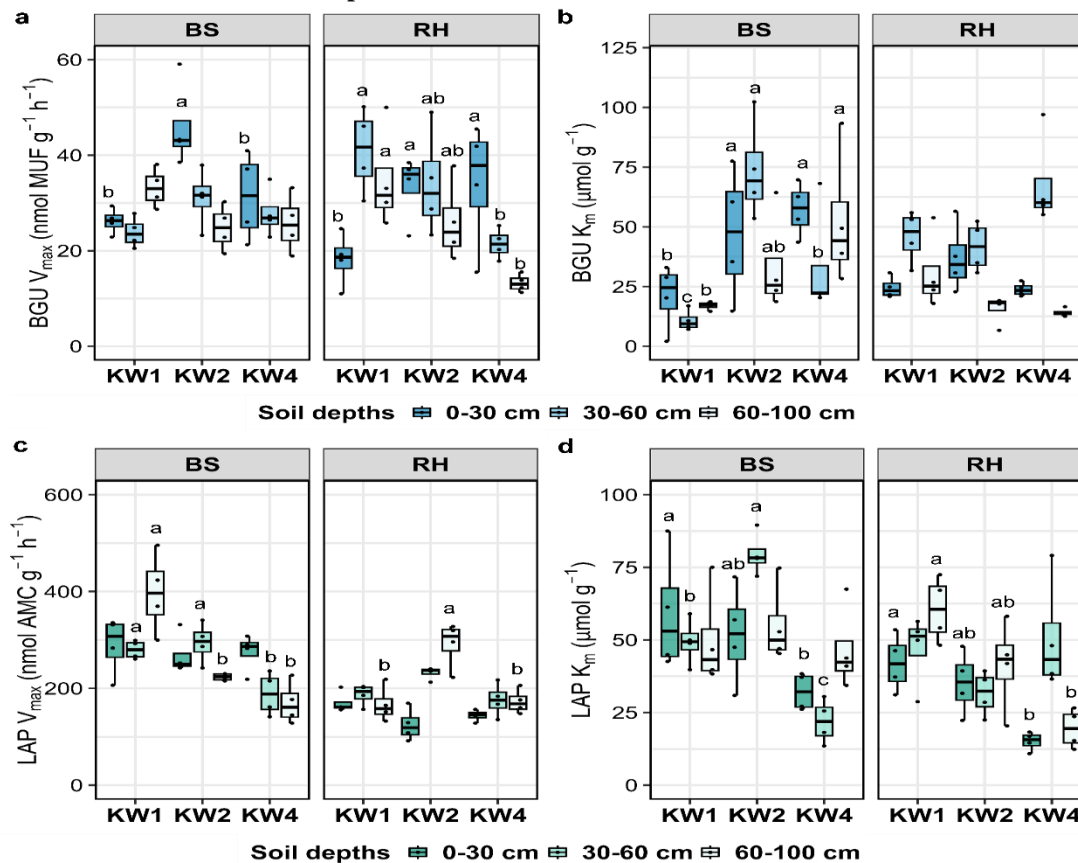 a
BS
RH
BGU Vmax (nmol MUF g−1 h−1)
60
40
20
0
b
a
b
b
a
a
ab
ab
a
b
b
KW1 KW2 KW4
KW1 KW2 KW4
b
BS
RH
BGU Km (μmol g−1)
125
100
75
50
25
0
b
c
b
a
a
ab
a
b
a
KW1 KW2 KW4
KW1 KW2 KW4
Soil depths 0-30 cm 30-60 cm 60-100 cm
c
BS
RH
LAP Vmax (nmol AMC g−1 h−1)
600
400
200
0
b
a
a
b
b
b
b
a
b
KW1 KW2 KW4
KW1 KW2 KW4
d
BS
RH
LAP Km (μmol g−1)
100
75
50
25
0
a
b
ab
a
b
c
a
a
ab
ab
b
b
KW1 KW2 KW4
KW1 KW2 KW4
Soil depths 0-30 cm 30-60 cm 60-100 cm